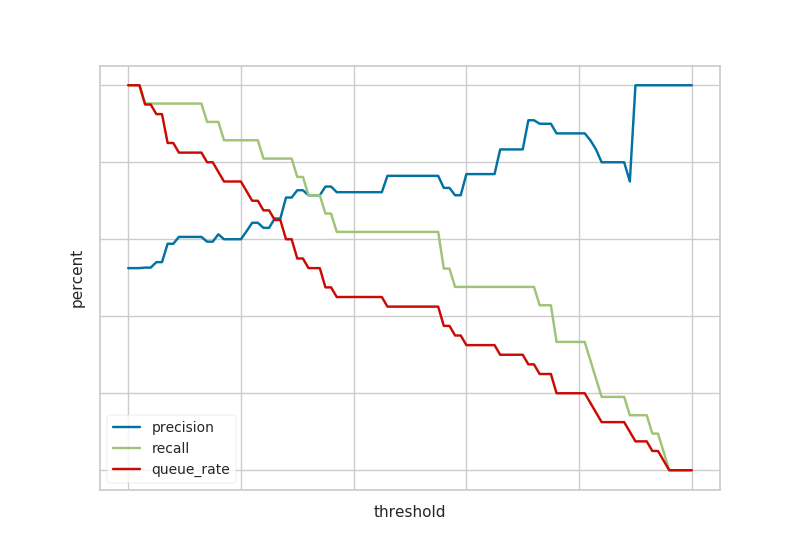 percent
precision
recall
queue_rate
threshold